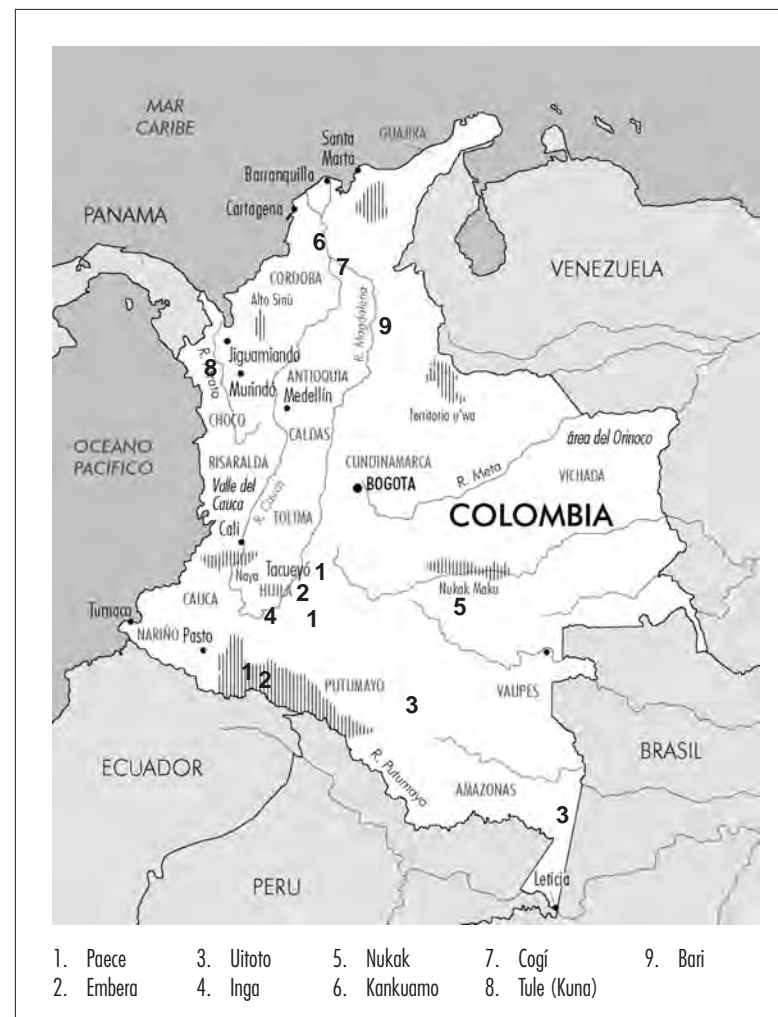 MAR
CARIBE
Santa
Marta
GUAJIRA
Barranquilla
Cartagena
PANAMA
6
7
CORDOBA
VENEZUELA
Alto Sinú
R. Magdalena
9
Jiguamiandó
8
R. Atrata
Murindó
ANTIOQUIA
Medellín
Territorio u'wa
CHOCO
CALDAS
OCEANO
PACIFICO
área del Orinoco
RISARALDA
CUNDINAMARCA
R. Meta
VICHADA
Valle del
Cauca
R. Cauca
BOGOTA
TOLIMA
COLOMBIA
Cali
Naya
Tacueyó
1
Nukak Maku
HUILA
2
5
CAUCA
4
1
Tumaco
NARIÑO
Pasto
1
2
PUTUMAYO
3
VAUPES
BRASIL
ECUADOR
R. Putumayo
AMAZONAS
3
Leticia
PERU
1. Paece
3. Uitoto
5. Nukak
7. Cogí
9. Bari
2. Embera
4. Inga
6. Kankuamo
8. Tule (Kuna)